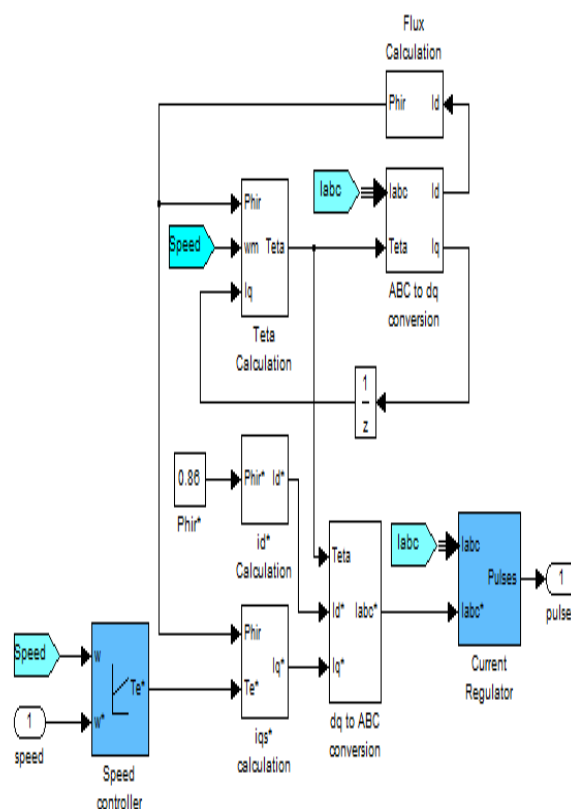 Flux
Calculation
Phir Id
Iabc
Iabc Id
Phir
Speed
wm Teta
Teta Iq
Iq
ABC to dq
conversion
Teta
Calculation
1
z
0.86
Phir* Id*
Phir*
id*
Calculation
Iabc
Iabc
Teta
Pulses
1
Id* Iabc*
Iabc*
pulse
Phir
Speed
w
Iq*
Iq*
Te*
Te*
Current
Regulator
1
w*
dq to ABC
conversion
iqs*
calculation
speed
Speed
controller